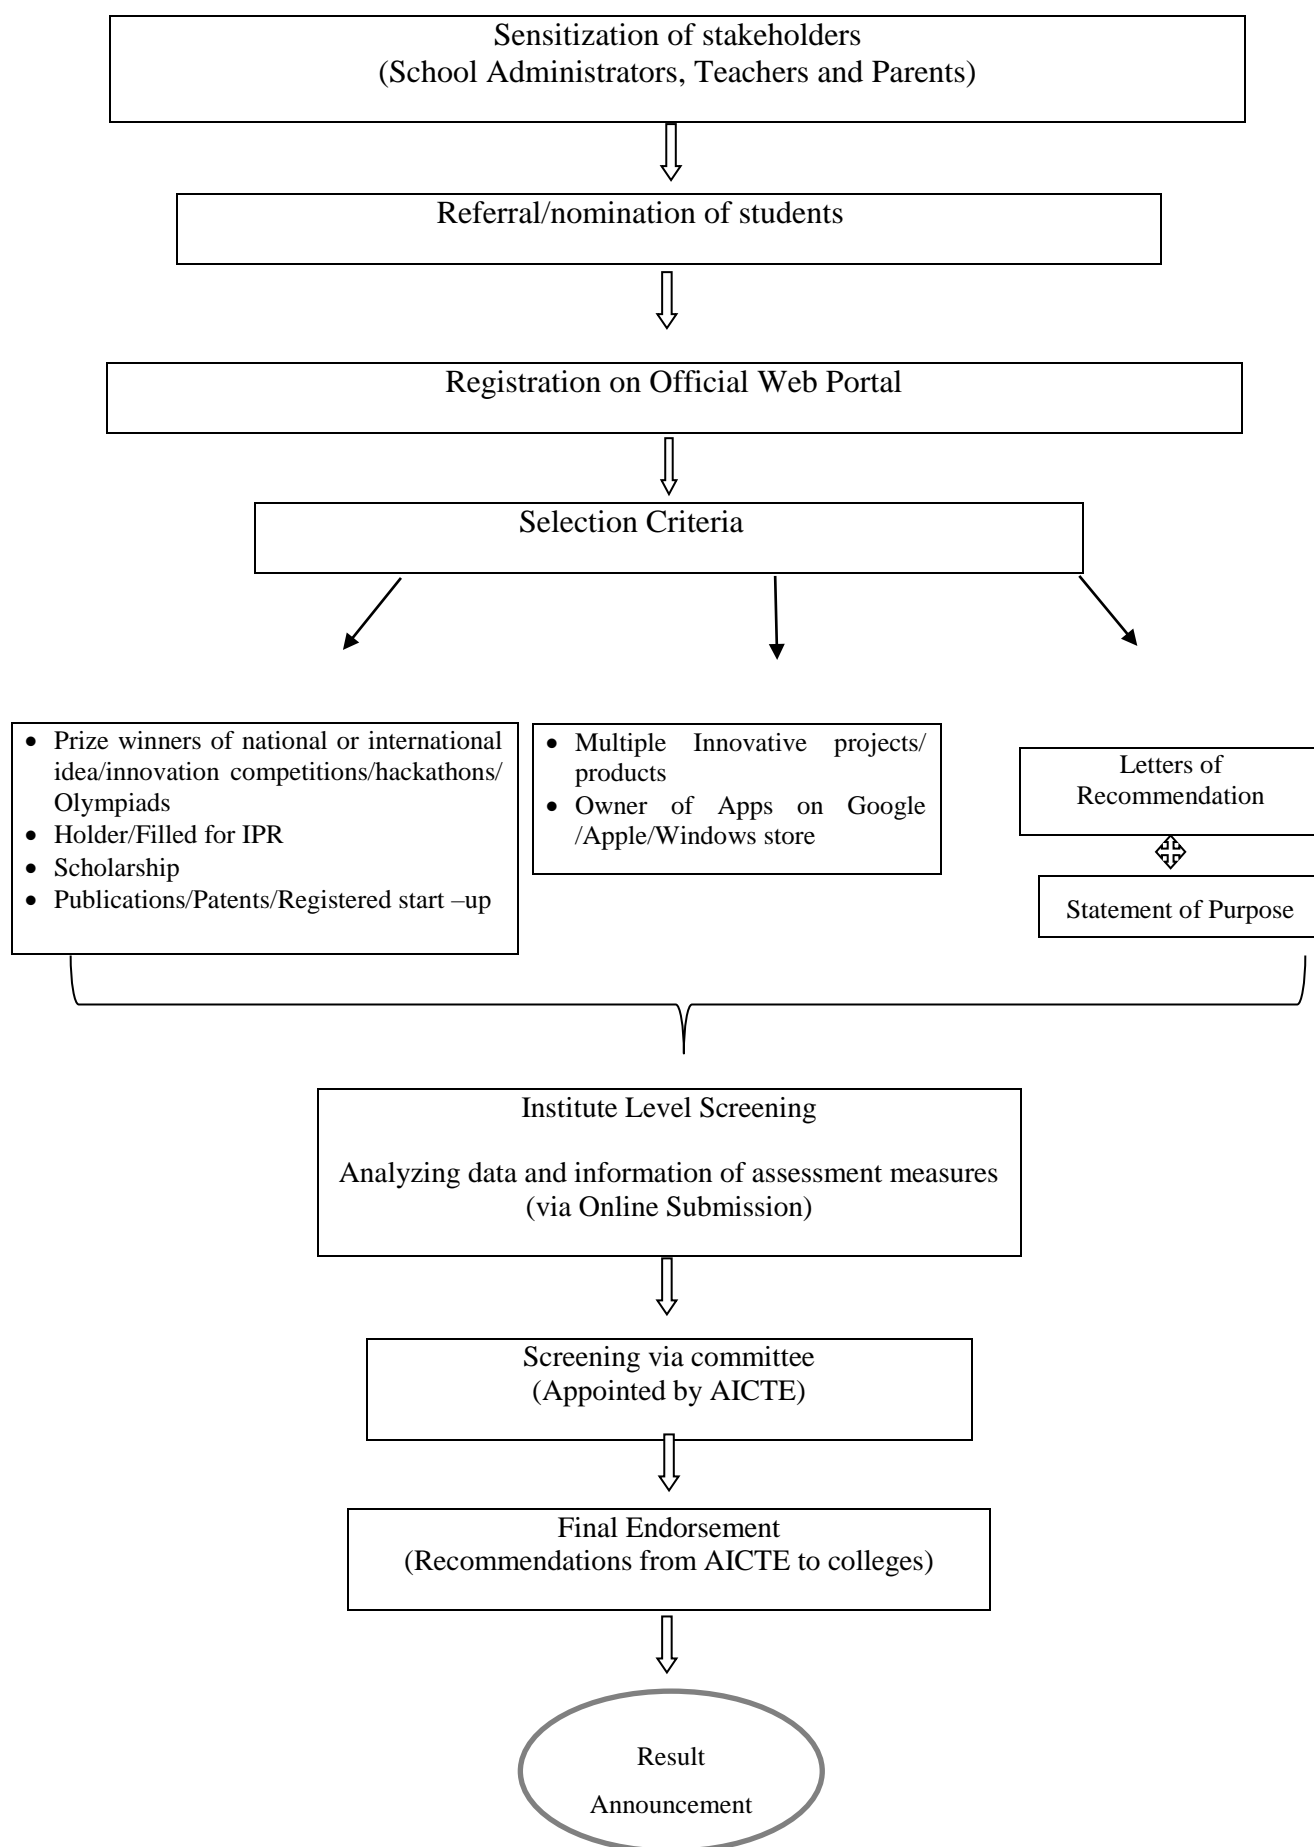 Sensitization of stakeholders
(School Administrators, Teachers and Parents)
Referral/nomination of students
Registration on Official Web Portal
Selection Criteria
• Prize winners of national or international
idea/innovation competitions/hackathons/
Olympiads
• Holder/Filled for IPR
• Scholarship
• Publications/Patents/Registered start –up
• Multiple Innovative projects/
products
• Owner of Apps on Google
/Apple/Windows store
Letters of
Recommendation
Statement of Purpose
Institute Level Screening
Analyzing data and information of assessment measures
(via Online Submission)
Screening via committee
(Appointed by AICTE)
Final Endorsement
(Recommendations from AICTE to colleges)
Result
Announcement